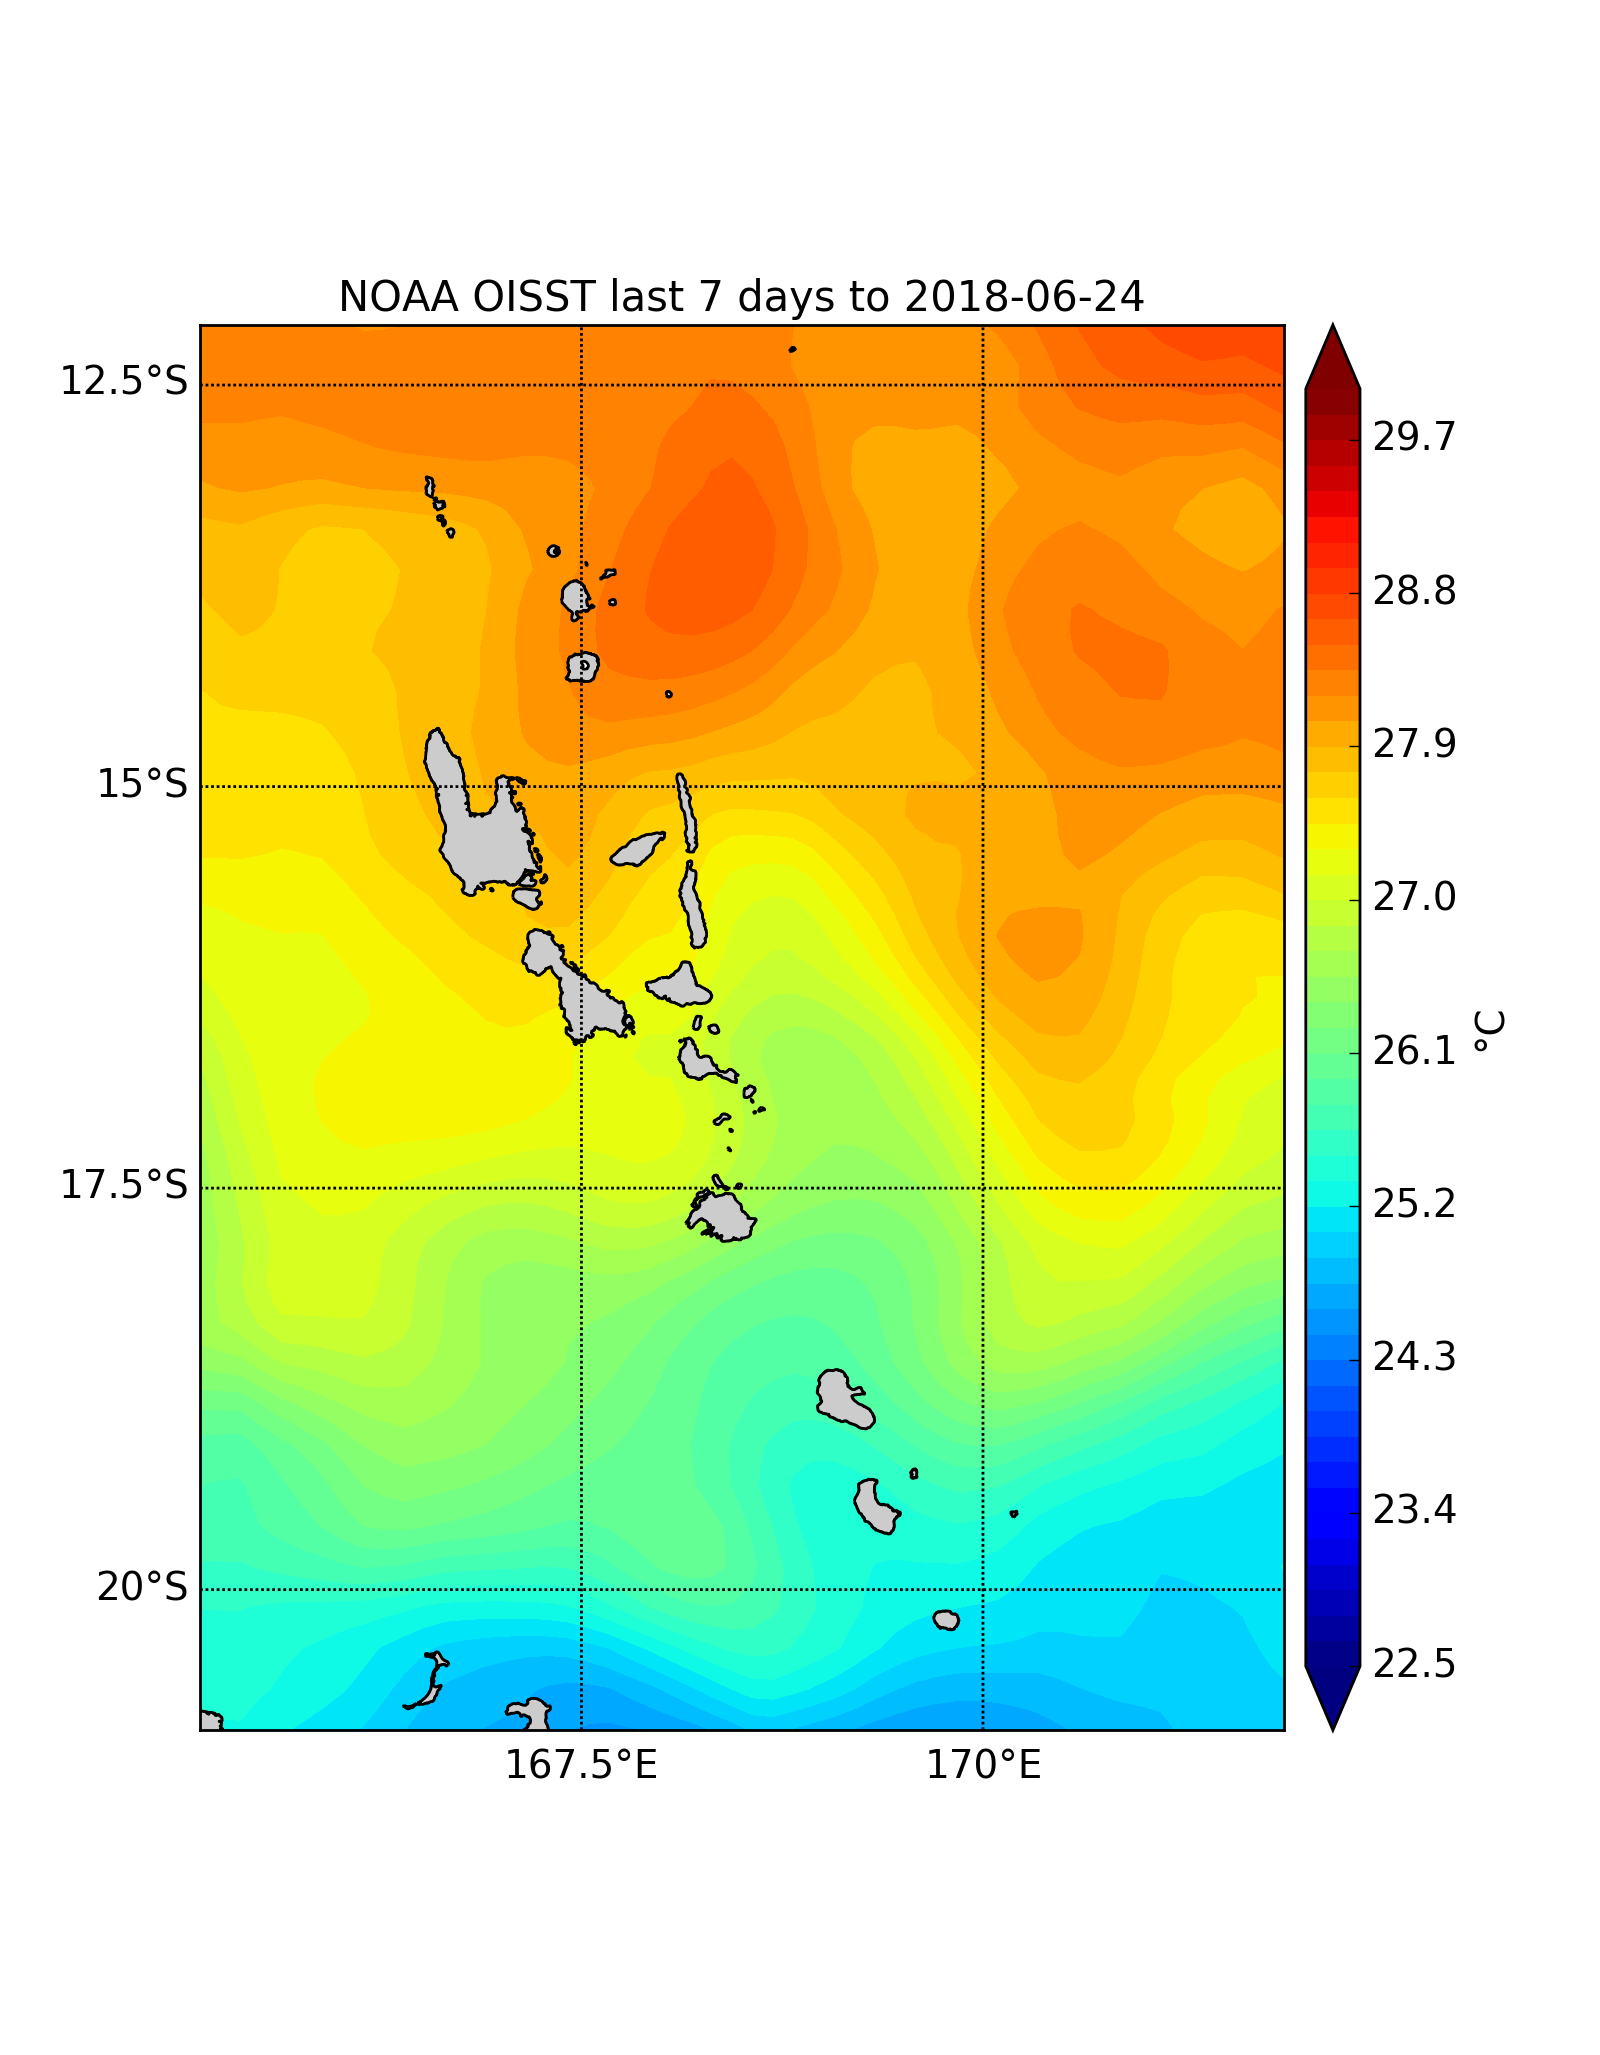 NOAA OISST last 7 days to 2018-06-24
12.5°S
15°S
17.5°S
20°S
167.5°E
170°E
29.7
28.8
27.9
27.0
26.1
25.2
24.3
23.4
22.5
°C